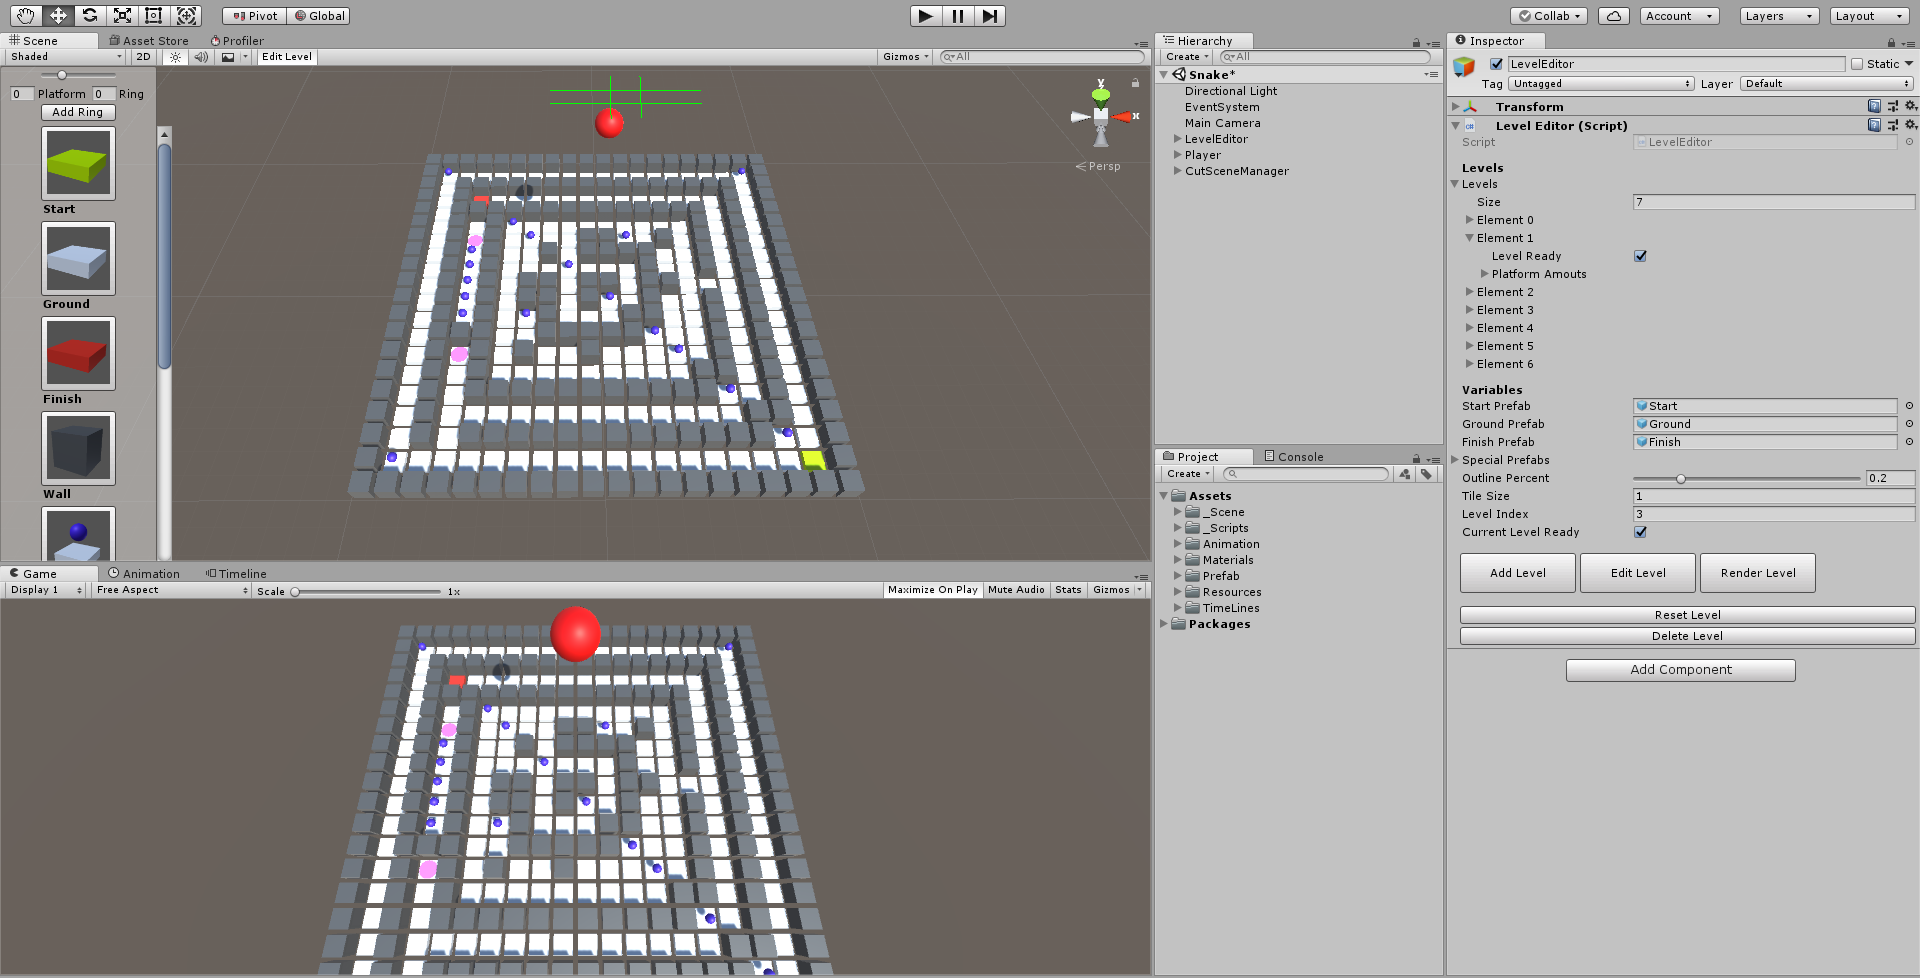 Pivot Global Collab Account Layers Layout
Scene Asset Store Profiler
Shaded 2D Edit Level Gizmos All
0 Platform 0 Ring
Add Ring
Start
Ground
Finish
Wall
y
x
Persp
Game Animation Timeline
Display 1 Free Aspect Scale 1x Maximize On Play Mute Audio Stats Gizmos
Hierarchy
Create All
Snake*
Directional Light
EventSystem
Main Camera
LevelEditor
Player
CutSceneManager
Project Console
Create
Assets
_Scene
_Scripts
Animation
Materials
Prefab
Resources
TimeLines
Packages
Inspector
LevelEditor Static
Tag Untagged Layer Default
Transform
Level Editor (Script)
Script LevelEditor
Levels
Levels
Size 7
Element 0
Element 1
Level Ready
Platform Amouts
Element 2
Element 3
Element 4
Element 5
Element 6
Variables
Start Prefab Start
Ground Prefab Ground
Finish Prefab Finish
Special Prefabs
Outline Percent 0.2
Tile Size 1
Level Index 3
Current Level Ready
Add Level Edit Level Render Level
Reset Level
Delete Level
Add Component